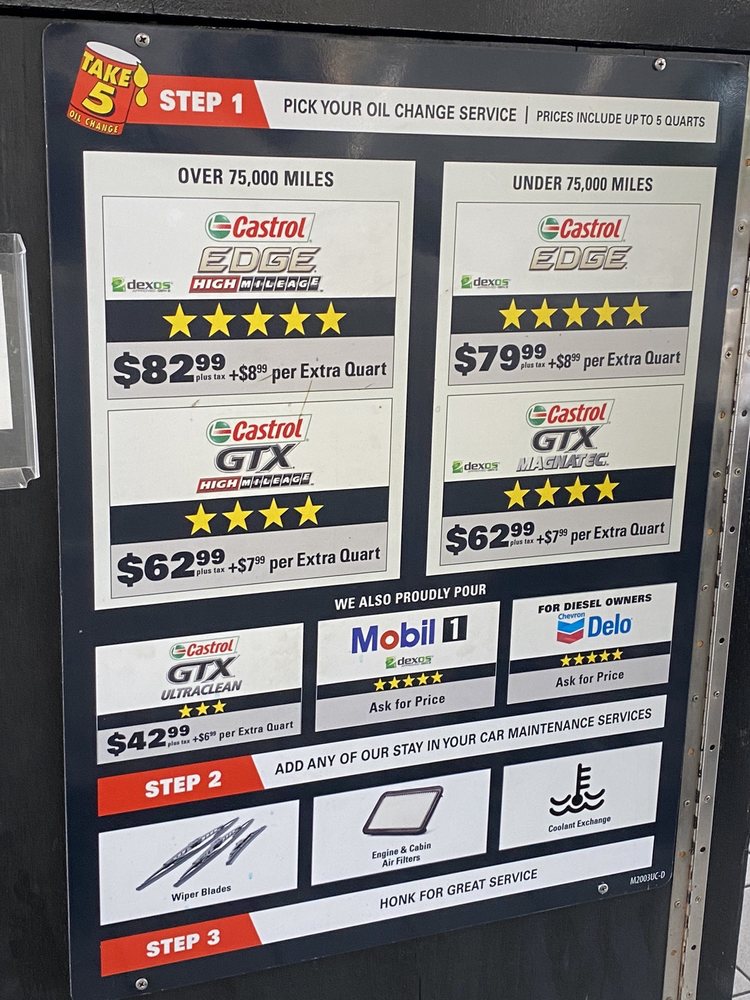 TAKE
5
OIL CHANGE
STEP 1
PICK YOUR OIL CHANGE SERVICE | PRICES INCLUDE UP TO 5 QUARTS
OVER 75,000 MILES
Castrol
EDGE
HIGH MILEAGE
dexos
$82.99 plus tax +$8.99 per Extra Quart
Castrol
GTX
HIGH MILEAGE
$62.99 plus tax +$7.99 per Extra Quart
UNDER 75,000 MILES
Castrol
EDGE
dexos
$79.99 plus tax +$8.99 per Extra Quart
Castrol
GTX
MAGNATEC
dexos
$62.99 plus tax +$7.99 per Extra Quart
WE ALSO PROUDLY POUR
Castrol
GTX
ULTRACLEAN
$42.99 plus tax +$6.99 per Extra Quart
Mobil 1
dexos
Ask for Price
FOR DIESEL OWNERS
Chevron
Delo
Ask for Price
STEP 2
ADD ANY OF OUR STAY IN YOUR CAR MAINTENANCE SERVICES
Wiper Blades
Engine & Cabin
Air Filters
Coolant Exchange
STEP 3
HONK FOR GREAT SERVICE
M2003UC-D